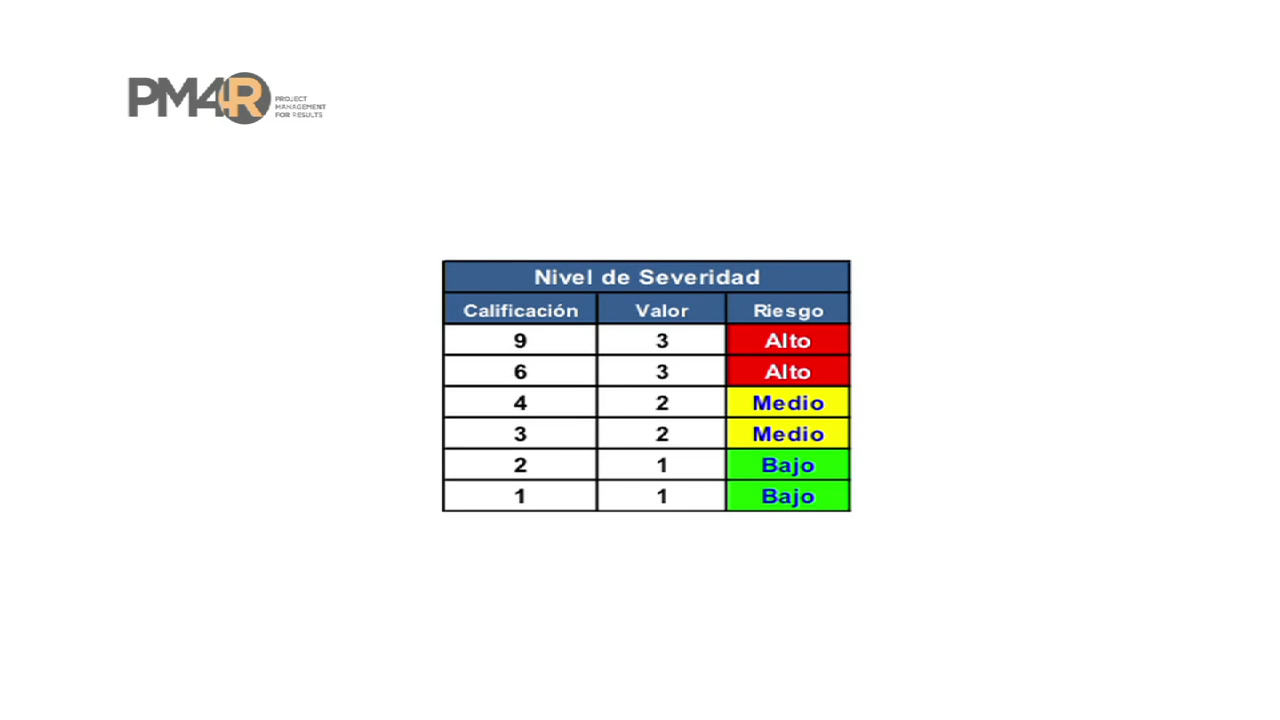 PM4R PROJECT
MANAGEMENT
FOR RESULTS
Nivel de Severidad
Calificación Valor Riesgo
9 3 Alto
6 3 Alto
4 2 Medio
3 2 Medio
2 1 Bajo
1 1 Bajo